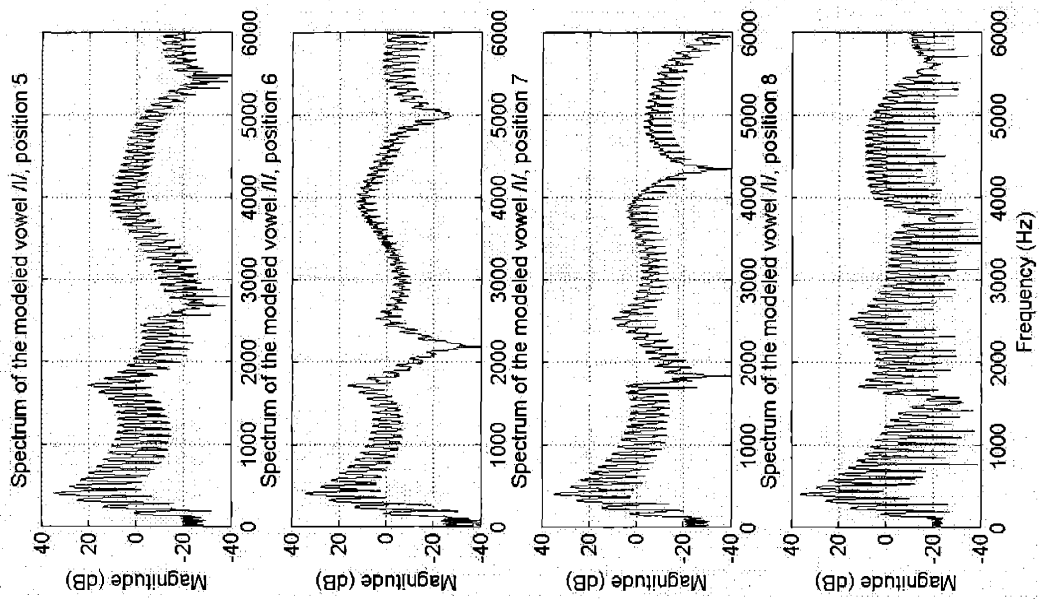 Spectrum of the modeled vowel /I/, position 5
Magnitude (dB)
40
20
0
-20
-40
0 1000 2000 3000 4000 5000 6000
Spectrum of the modeled vowel /I/, position 6
Magnitude (dB)
40
20
0
-20
-40
0 1000 2000 3000 4000 5000 6000
Spectrum of the modeled vowel /I/, position 7
Magnitude (dB)
40
20
0
-20
-40
0 1000 2000 3000 4000 5000 6000
Spectrum of the modeled vowel /I/, position 8
Magnitude (dB)
40
20
0
-20
-40
0 1000 2000 3000 4000 5000 6000
Frequency (Hz)